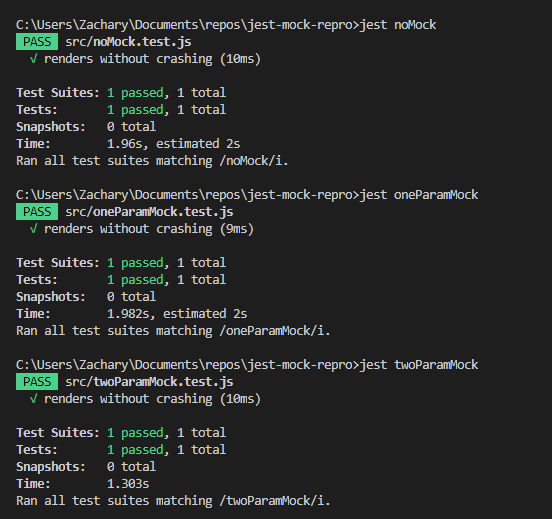 C:\Users\Zachary\Documents\repos\jest-mock-repro>jest noMock
PASS src/noMock.test.js
√ renders without crashing (10ms)
Test Suites: 1 passed, 1 total
Tests: 1 passed, 1 total
Snapshots: 0 total
Time: 1.96s, estimated 2s
Ran all test suites matching /noMock/i.
C:\Users\Zachary\Documents\repos\jest-mock-repro>jest oneParamMock
PASS src/oneParamMock.test.js
√ renders without crashing (9ms)
Test Suites: 1 passed, 1 total
Tests: 1 passed, 1 total
Snapshots: 0 total
Time: 1.982s, estimated 2s
Ran all test suites matching /oneParamMock/i.
C:\Users\Zachary\Documents\repos\jest-mock-repro>jest twoParamMock
PASS src/twoParamMock.test.js
√ renders without crashing (10ms)
Test Suites: 1 passed, 1 total
Tests: 1 passed, 1 total
Snapshots: 0 total
Time: 1.303s
Ran all test suites matching /twoParamMock/i.